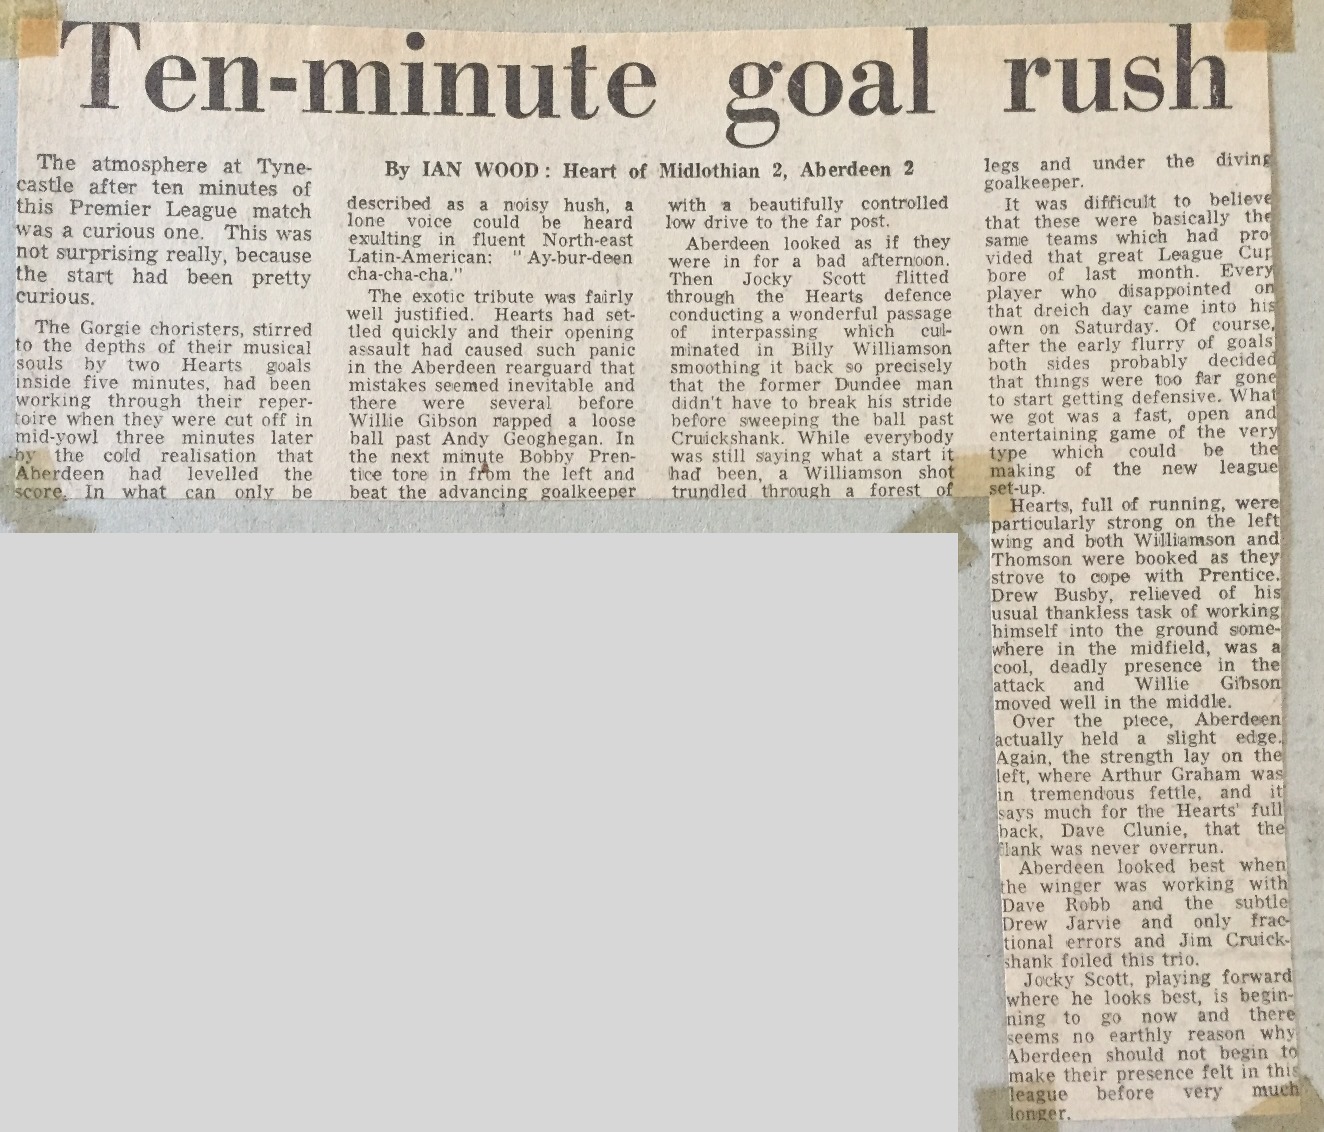 Ten-minute goal rush
By IAN WOOD: Heart of Midlothian 2, Aberdeen 2
The atmosphere at Tyne-
castle after ten minutes of
this Premier League match
was a curious one. This was
not surprising really, because
the start had been pretty
curious.
The Gorgie choristers, stirred
to the depths of their musical
souls by two Hearts goals
inside five minutes, had been
working through their reper-
toire when they were cut off in
mid-yowl three minutes later
by the cold realisation that
Aberdeen had levelled the
score. In what can only be
described as a noisy hush, a
lone voice could be heard
exulting in fluent North-east
Latin-American: "Ay-bur-deen
cha-cha-cha."
The exotic tribute was fairly
well justified. Hearts had set-
tled quickly and their opening
assault had caused such panic
in the Aberdeen rearguard that
mistakes seemed inevitable and
there were several before
Willie Gibson rapped a loose
ball past Andy Geoghegan. In
the next minute Bobby Pren-
tice tore in from the left and
beat the advancing goalkeeper
with a beautifully controlled
low drive to the far post.
Aberdeen looked as if they
were in for a bad afternoon.
Then Jocky Scott flitted
through the Hearts defence
conducting a wonderful passage
of interpassing which cul-
minated in Billy Williamson
smoothing it back so precisely
that the former Dundee man
didn't have to break his stride
before sweeping the ball past
Cruickshank. While everybody
was still saying what a start it
had been, a Williamson shot
trundled through a forest of
legs and under the diving
goalkeeper.
It was difficult to believe
that these were basically the
same teams which had pro
vided that great League Cup
bore of last month. Every
player who disappointed on
that dreich day came into his
own on Saturday. Of course,
after the early flurry of goals
both sides probably decided
that things were too far gone
to start getting defensive. What
we got was a fast, open and
entertaining game of the very
type which could be the
making of the new league
set-up.
Hearts, full of running, were
particularly strong on the left
wing and both Williamson and
Thomson were booked as they
strove to cope with Prentice.
Drew Busby, relieved of his
usual thankless task of working
himself into the ground some-
where in the midfield, was a
cool, deadly presence in the
attack and Willie Gibson
moved well in the middle.
Over the piece, Aberdeen
actually held a slight edge.
Again, the strength lay on the
left, where Arthur Graham was
in tremendous fettle, and it
says much for the Hearts' full
back, Dave Clunie, that the
flank was never overrun.
Aberdeen looked best when
the winger was working with
Dave Robb and the subtle
Drew Jarvie and only frac-
tional errors and Jim Cruick-
shank foiled this trio.
Jocky Scott, playing forward
where he looks best, is begin-
ning to go now and there
seems no earthly reason why
Aberdeen should not begin to
make their presence felt in this
league before very much
longer.